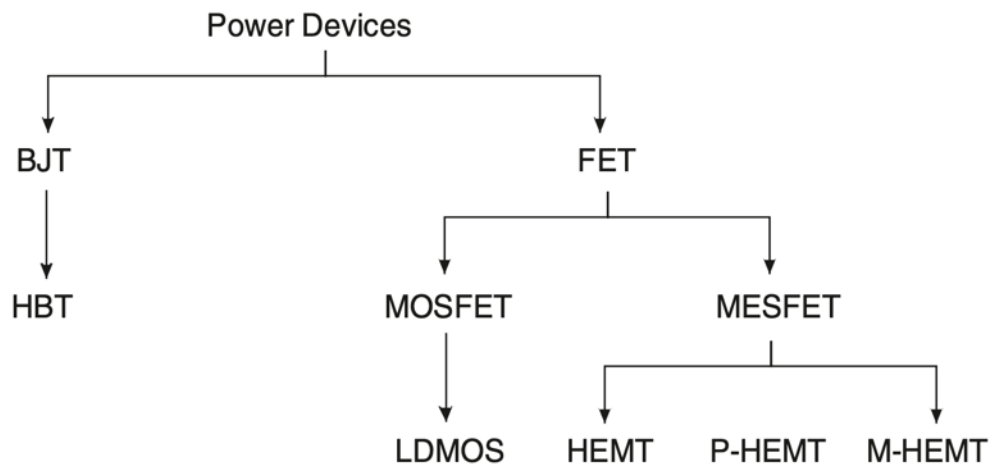 Power Devices
BJT
FET
HBT
MOSFET
MESFET
LDMOS
HEMT
P-HEMT
M-HEMT